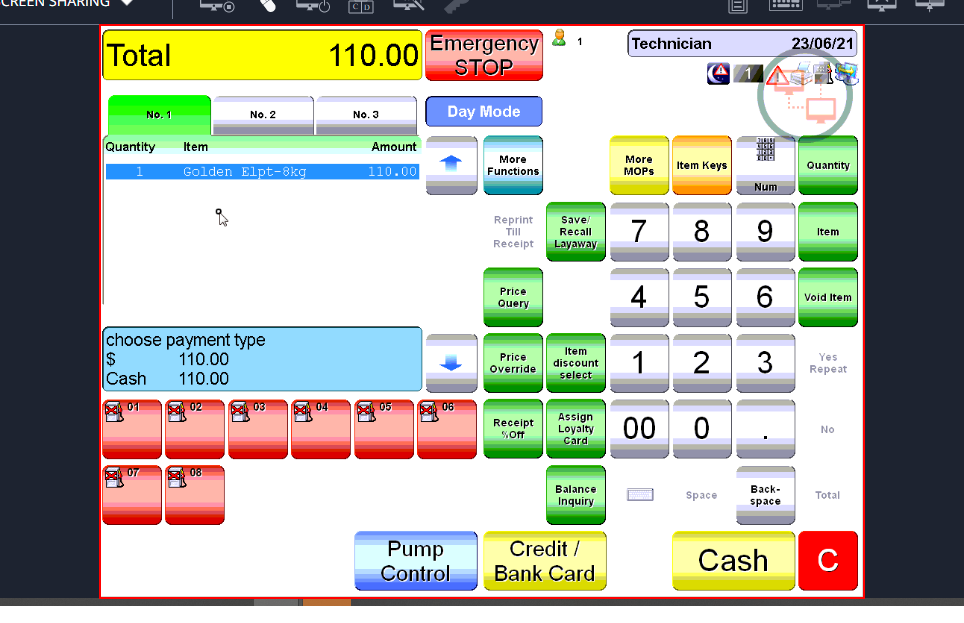 CREEN SHARING
C D
Total 110.00
Emergency
STOP
1
Technician 23/06/21
1
No. 1
No. 2
No. 3
Day Mode
Quantity Item Amount
1 Golden Elpt-8kg 110.00
More
Functions
More
MOPs
Item Keys
Num
Quantity
Reprint
Till
Receipt
Save/
Recall
Layaway
7
8
9
Item
Price
Query
4
5
6
Void Item
choose payment type
$ 110.00
Cash 110.00
Price
Override
Item
discount
select
1
2
3
Yes
Repeat
01
02
03
04
05
06
Receipt
%Off
Assign
Loyalty
Card
00
0
.
No
07
08
Balance
Inquiry
Space
Back-
space
Total
Pump
Control
Credit /
Bank Card
Cash
C